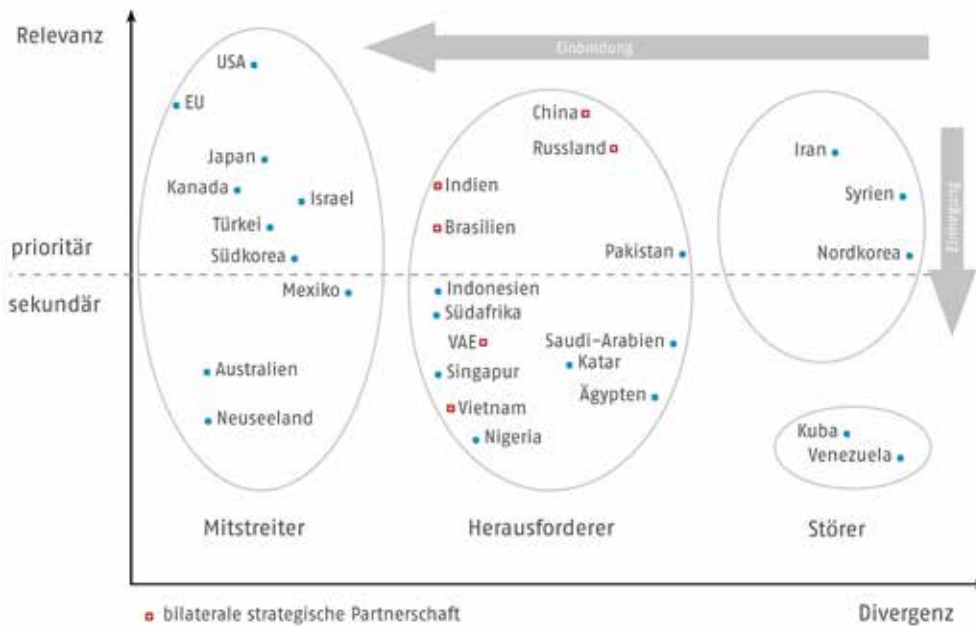 Relevanz
Einbindung
USA
EU
China
Russland
Japan
Iran
Kanada
Israel
Indien
Syrien
Türkei
Brasilien
Südkorea
Pakistan
Nordkorea
Einhegung
prioritär
sekundär
Mexiko
Indonesien
Südafrika
VAE
Saudi-Arabien
Australien
Singapur
Katar
Ägypten
Neuseeland
Vietnam
Nigeria
Kuba
Venezuela
Mitstreiter
Herausforderer
Störer
bilaterale strategische Partnerschaft
Divergenz